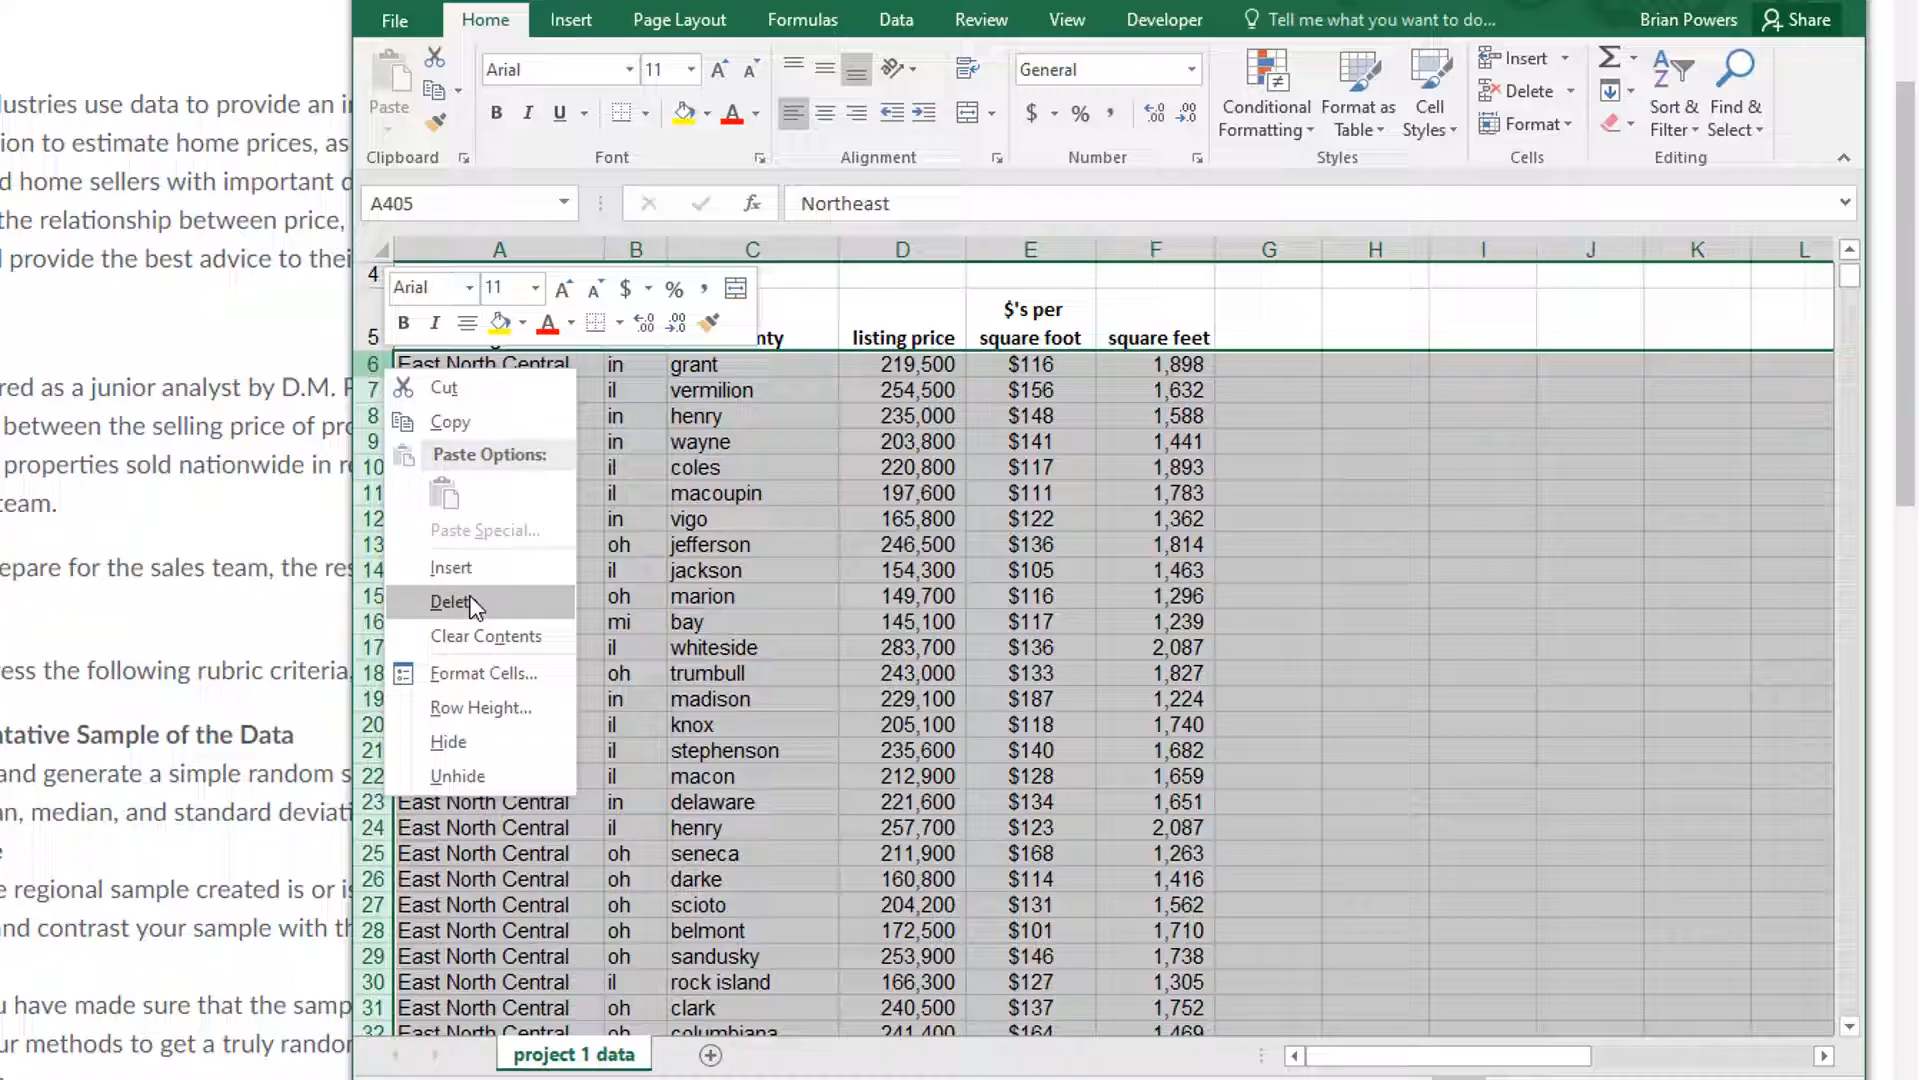 File Home Insert Page Layout Formulas Data Review View Developer Tell me what you want to do... Brian Powers Share
Paste
Clipboard
Arial 11
B I U
Font
Alignment
General
$ % ,
Number
Conditional Formatting
Format as Table
Cell Styles
Styles
Insert
Delete
Format
Cells
Sort & Filter
Find & Select
Editing
A405 fx Northeast
A B C D E F G H I J K L
4
Arial 11 $ % ,
B I A
$'s per
5 nty listing price square foot square feet
6 East North Central in grant 219,500 $116 1,898
7 il vermilion 254,500 $156 1,632
8 in henry 235,000 $148 1,588
9 in wayne 203,800 $141 1,441
10 il coles 220,800 $117 1,893
11 il macoupin 197,600 $111 1,783
12 in vigo 165,800 $122 1,362
13 oh jefferson 246,500 $136 1,814
14 il jackson 154,300 $105 1,463
15 oh marion 149,700 $116 1,296
16 mi bay 145,100 $117 1,239
17 il whiteside 283,700 $136 2,087
18 oh trumbull 243,000 $133 1,827
19 in madison 229,100 $187 1,224
20 il knox 205,100 $118 1,740
21 il stephenson 235,600 $140 1,682
22 il macon 212,900 $128 1,659
23 East North Central in delaware 221,600 $134 1,651
24 East North Central il henry 257,700 $123 2,087
25 East North Central oh seneca 211,900 $168 1,263
26 East North Central oh darke 160,800 $114 1,416
27 East North Central oh scioto 204,200 $131 1,562
28 East North Central oh belmont 172,500 $101 1,710
29 East North Central oh sandusky 253,900 $146 1,738
30 East North Central il rock island 166,300 $127 1,305
31 East North Central oh clark 240,500 $137 1,752
32 East North Central oh columbiana 241,400 $164 1,469
Cut
Copy
Paste Options:
Paste Special...
Insert
Delet
Clear Contents
Format Cells...
Row Height...
Hide
Unhide
project 1 data
dustries use data to provide an i
ion to estimate home prices, as
d home sellers with important
the relationship between price,
provide the best advice to thei
red as a junior analyst by D.M.
between the selling price of pro
properties sold nationwide in re
team.
epare for the sales team, the res
ess the following rubric criteria
ntative Sample of the Data
and generate a simple random s
an, median, and standard deviati
e
e regional sample created is or is
and contrast your sample with th
u have made sure that the samp
ur methods to get a truly randor